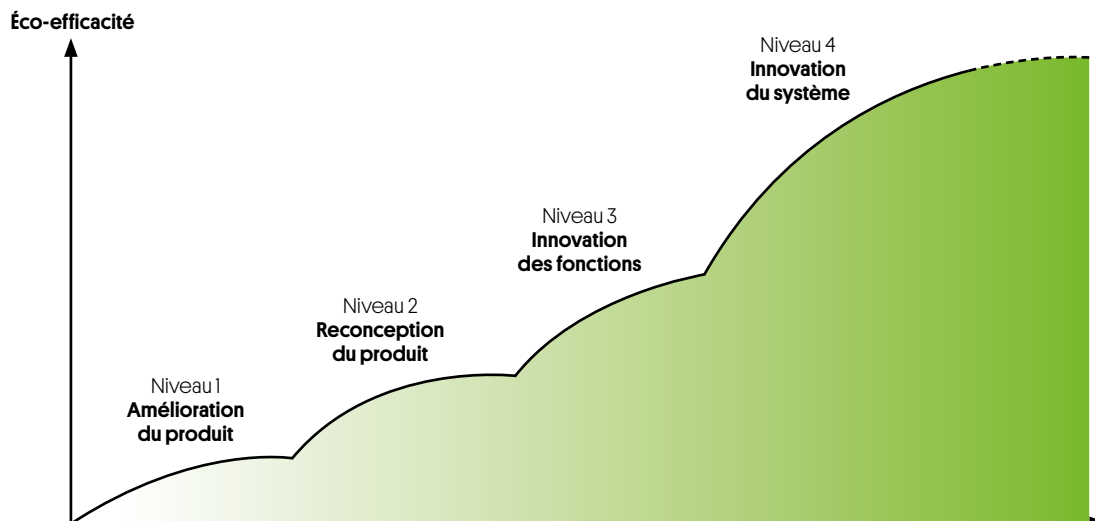 Éco-efficacité
Niveau 4
Innovation
du système
Niveau 3
Innovation
des fonctions
Niveau 2
Reconception
du produit
Niveau 1
Amélioration
du produit